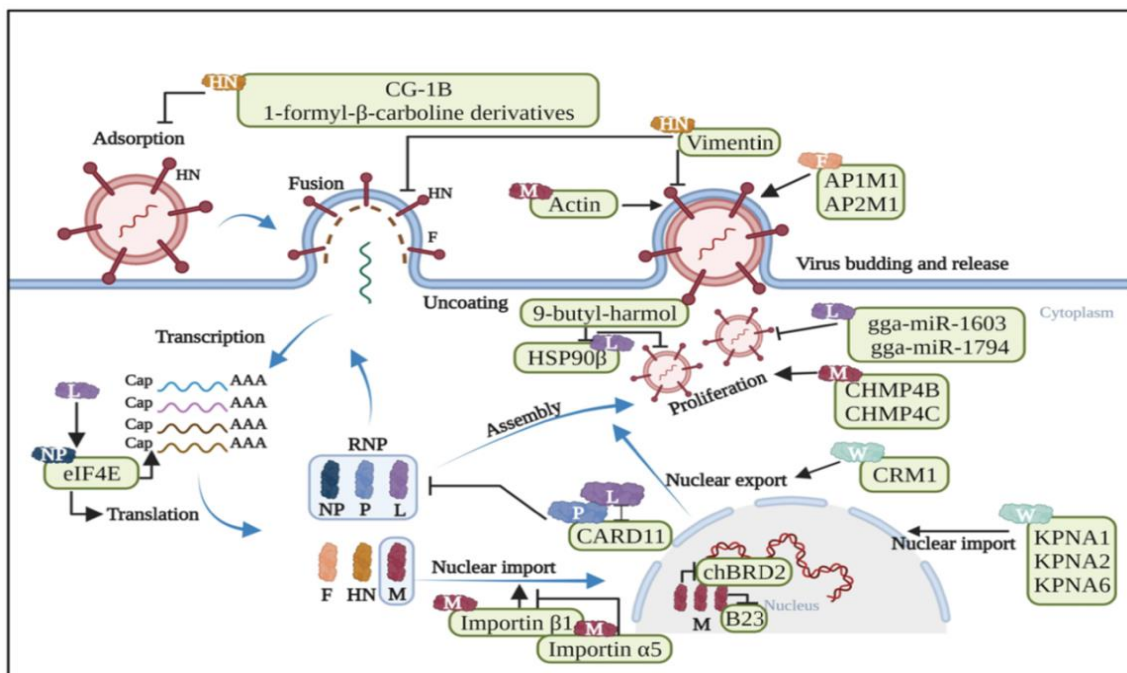 HN
CG-1B
1-formyl-β-carboline derivatives
Adsorption
HN
Fusion
HN
F
HN
Vimentin
F
AP1M1
AP2M1
M
Actin
Virus budding and release
Uncoating
Cytoplasm
9-butyl-harmol
L
HSP90β
L
gga-miR-1603
gga-miR-1794
Proliferation
M
CHMP4B
CHMP4C
Transcription
L
Cap AAA
Cap AAA
Cap AAA
Cap AAA
NP
eIF4E
Translation
Assembly
RNP
NP P L
L
P
CARD11
Nuclear export
W
CRM1
W
Nuclear import
KPNA1
KPNA2
KPNA6
F HN M
Nuclear import
M
Importin β1
M
Importin α5
chBRD2
M
B23
Nucleus